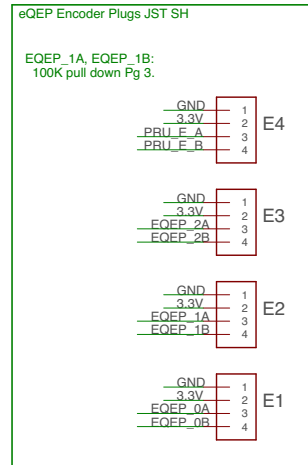 eQEP Encoder Plugs JST SH
EQEP_1A, EQEP_1B:
100K pull down Pg 3.
GND 1
3.3V 2
PRU_E_A 3
PRU_E_B 4
E4
GND 1
3.3V 2
EQEP_2A 3
EQEP_2B 4
E3
GND 1
3.3V 2
EQEP_1A 3
EQEP_1B 4
E2
GND 1
3.3V 2
EQEP_0A 3
EQEP_0B 4
E1